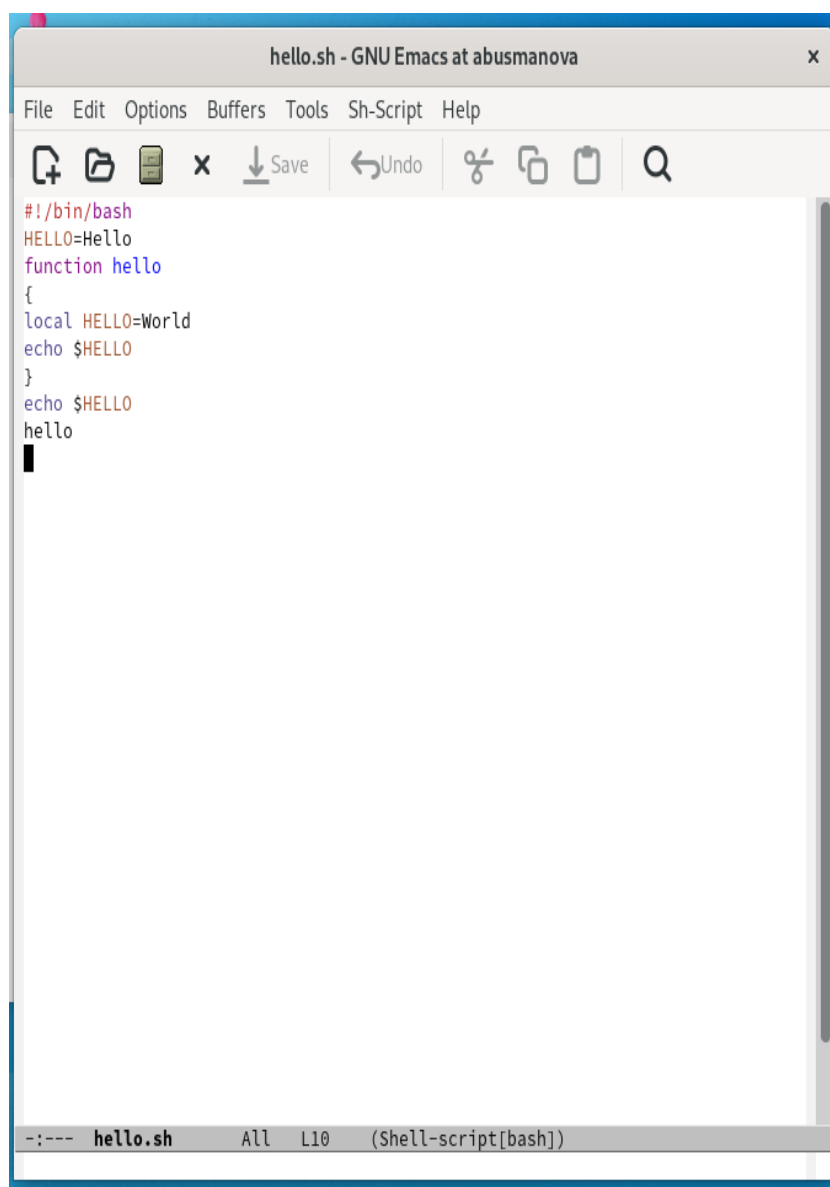 hello.sh - GNU Emacs at abusmanova
File Edit Options Buffers Tools Sh-Script Help
Save Undo
#!/bin/bash
HELLO=Hello
function hello
{
local HELLO=World
echo $HELLO
}
echo $HELLO
hello
-:--- hello.sh All L10 (Shell-script[bash])